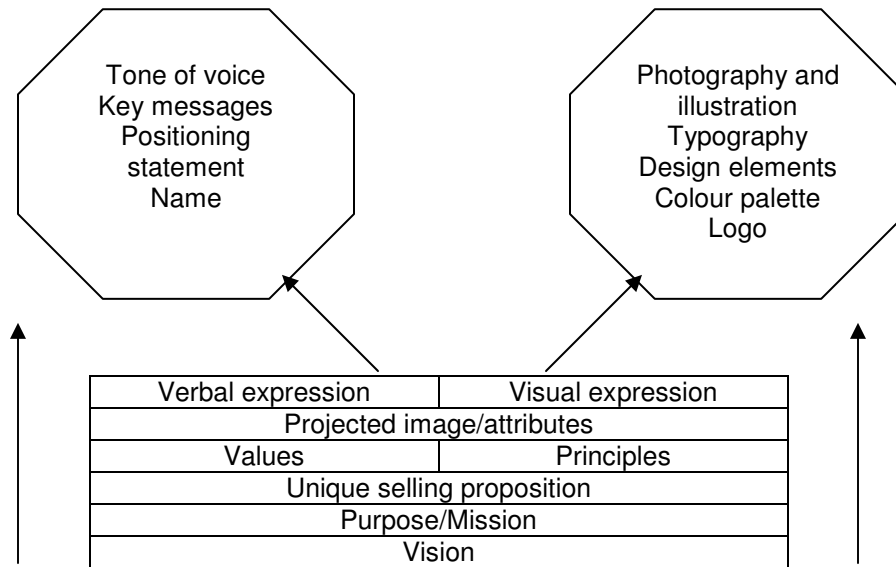 Tone of voice
Key messages
Positioning
statement
Name
Photography and
illustration
Typography
Design elements
Colour palette
Logo
Verbal expression
Visual expression
Projected image/attributes
Values
Principles
Unique selling proposition
Purpose/Mission
Vision